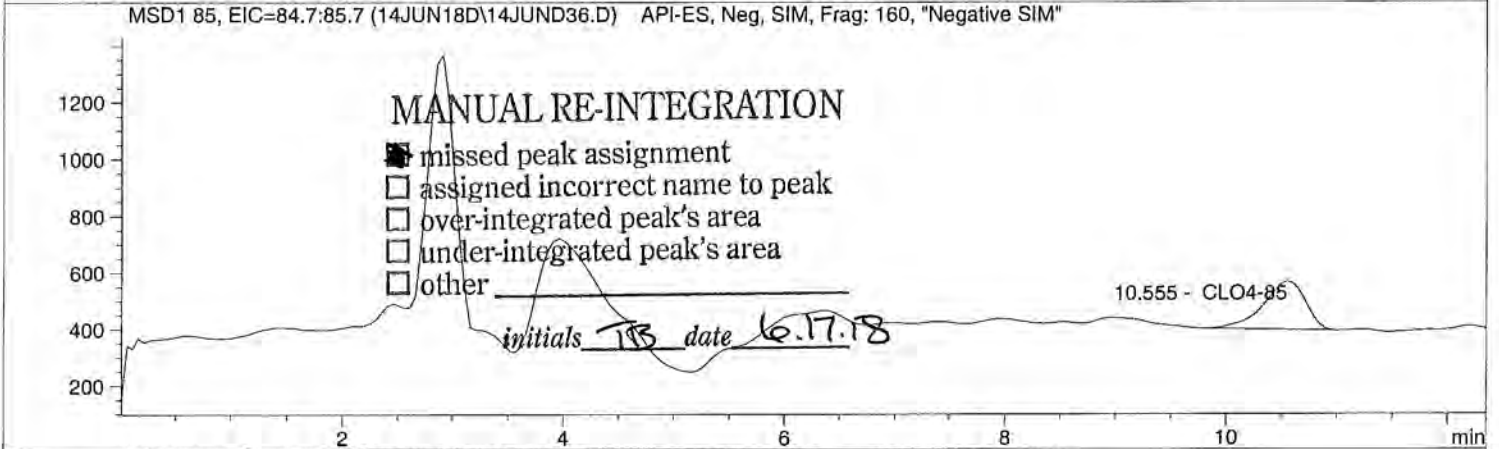 MSD1 85, EIC=84.7:85.7 (14JUN18D\14JUND36.D) API-ES, Neg, SIM, Frag: 160, "Negative SIM"
1200
1000
800
600
400
200
MANUAL RE-INTEGRATION
missed peak assignment
assigned incorrect name to peak
over-integrated peak's area
under-integrated peak's area
other
initials TB date 6.17.18
10.555 - CLO4-85
2 4 6 8 10 min